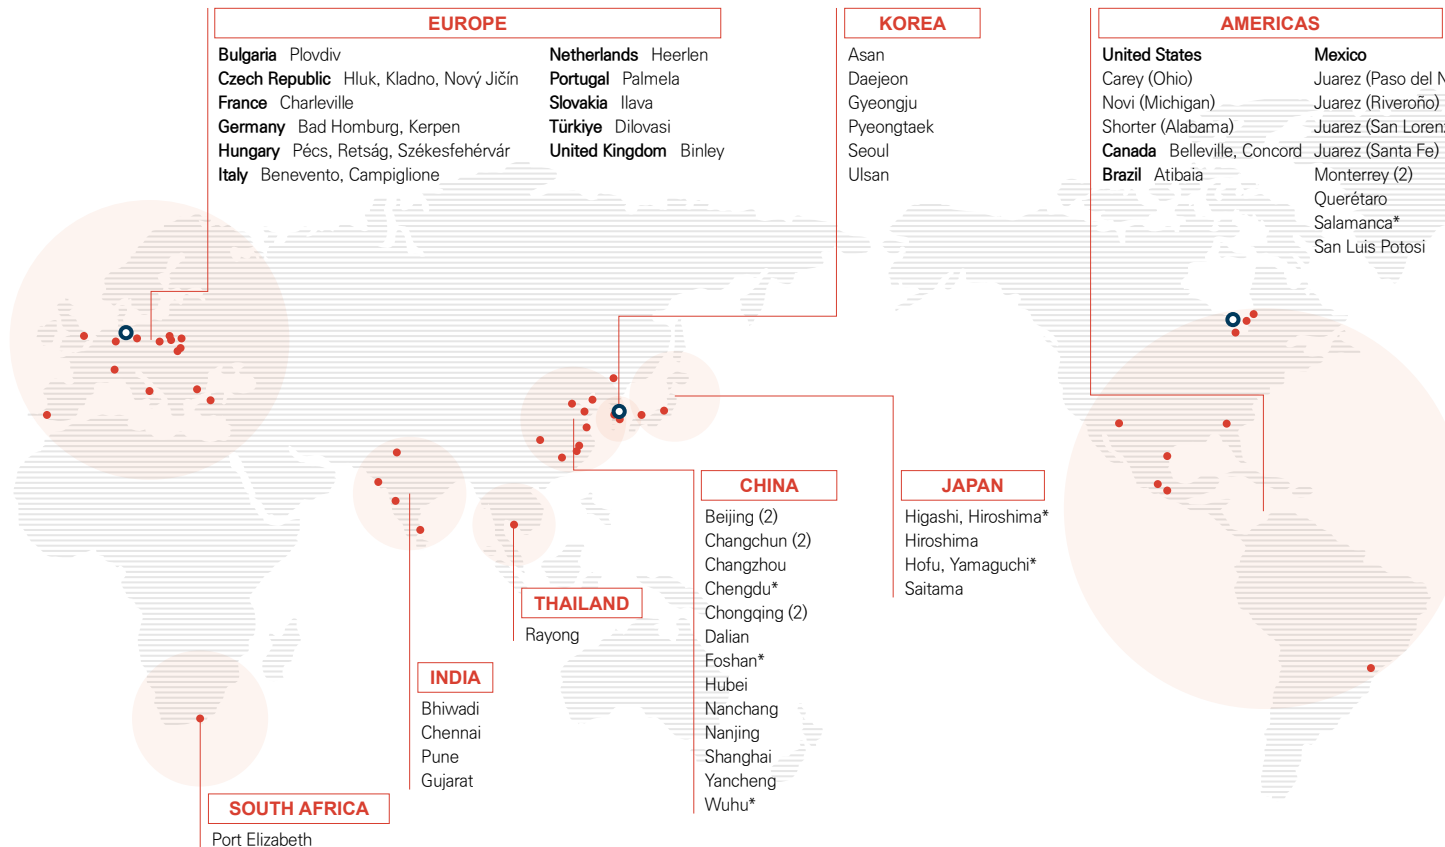 EUROPE
Bulgaria Plovdiv
Czech Republic Hluk, Kladno, Nový Jičín
France Charleville
Germany Bad Homburg, Kerpen
Hungary Pécs, Retság, Székesfehérvár
Italy Benevento, Campiglione
Netherlands Heerlen
Portugal Palmela
Slovakia Ilava
Türkiye Dilovasi
United Kingdom Binley
KOREA
Asan
Daejeon
Gyeongju
Pyeongtaek
Seoul
Ulsan
AMERICAS
United States
Carey (Ohio)
Novi (Michigan)
Shorter (Alabama)
Canada Belleville, Concord
Brazil Atibaia
Mexico
Juarez (Paso del
Juarez (Riveroño)
Juarez (San
Juarez (Santa Fe)
Monterrey (2)
Querétaro
Salamanca*
San Luis Potosi
CHINA
Beijing (2)
Changchun (2)
Changzhou
Chengdu*
Chongqing (2)
Dalian
Foshan*
Hubei
Nanchang
Nanjing
Shanghai
Yancheng
Wuhu*
JAPAN
Higashi, Hiroshima*
Hiroshima
Hofu, Yamaguchi*
Saitama
THAILAND
Rayong
INDIA
Bhiwadi
Chennai
Pune
Gujarat
SOUTH AFRICA
Port Elizabeth